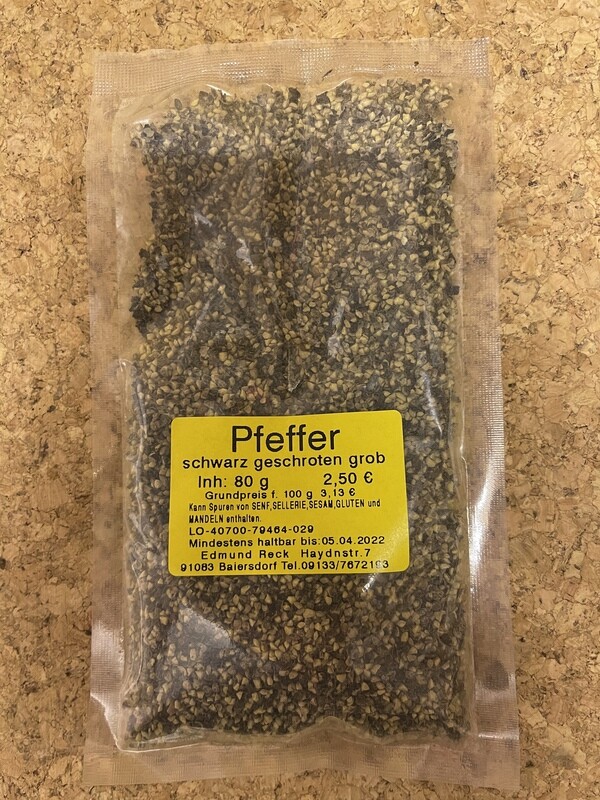 Pfeffer
schwarz geschroten grob
Inh: 80 g 2,50 €
Grundpreis f. 100 g 3,13 €
Kann Spuren von SENF,SELLERIE,SESAM,GLUTEN und
MANDELN enthalten.
LO-40700-79464-029
Mindestens haltbar bis:05.04.2022
Edmund Reck Haydnstr.7
91083 Baiersdorf Tel.09133/7672193